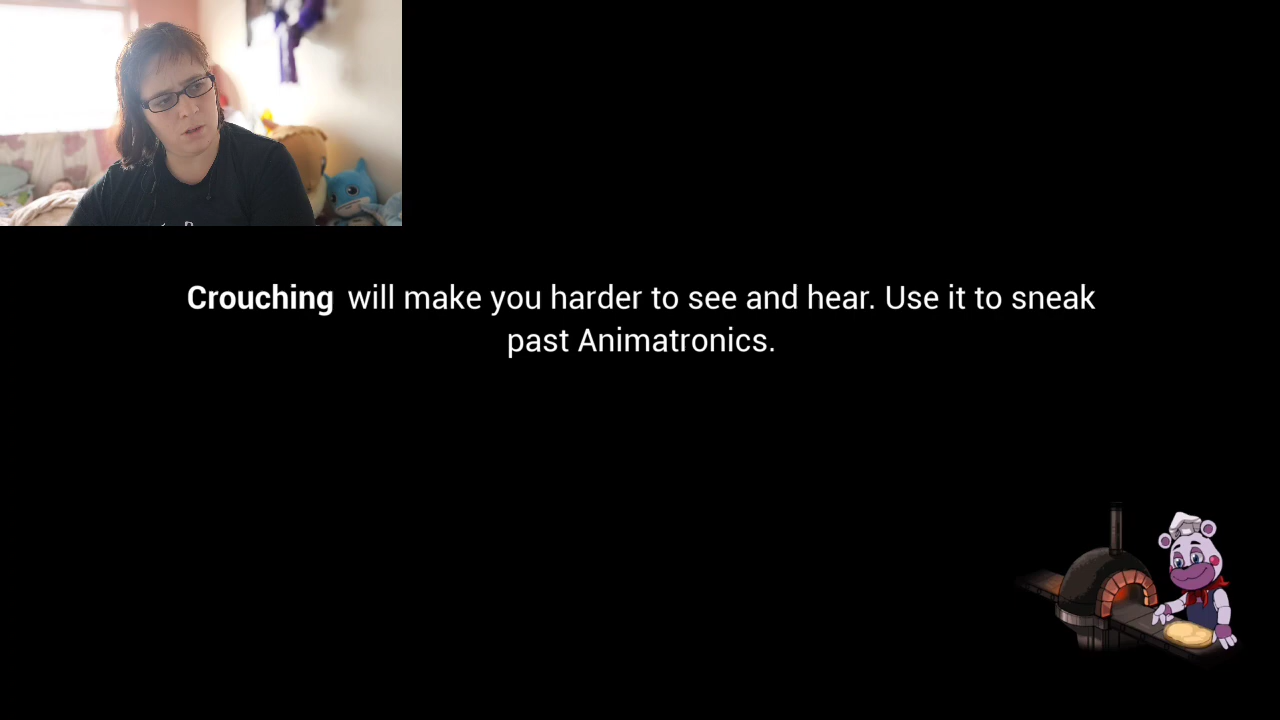 Crouching will make you harder to see and hear. Use it to sneak
past Animatronics.